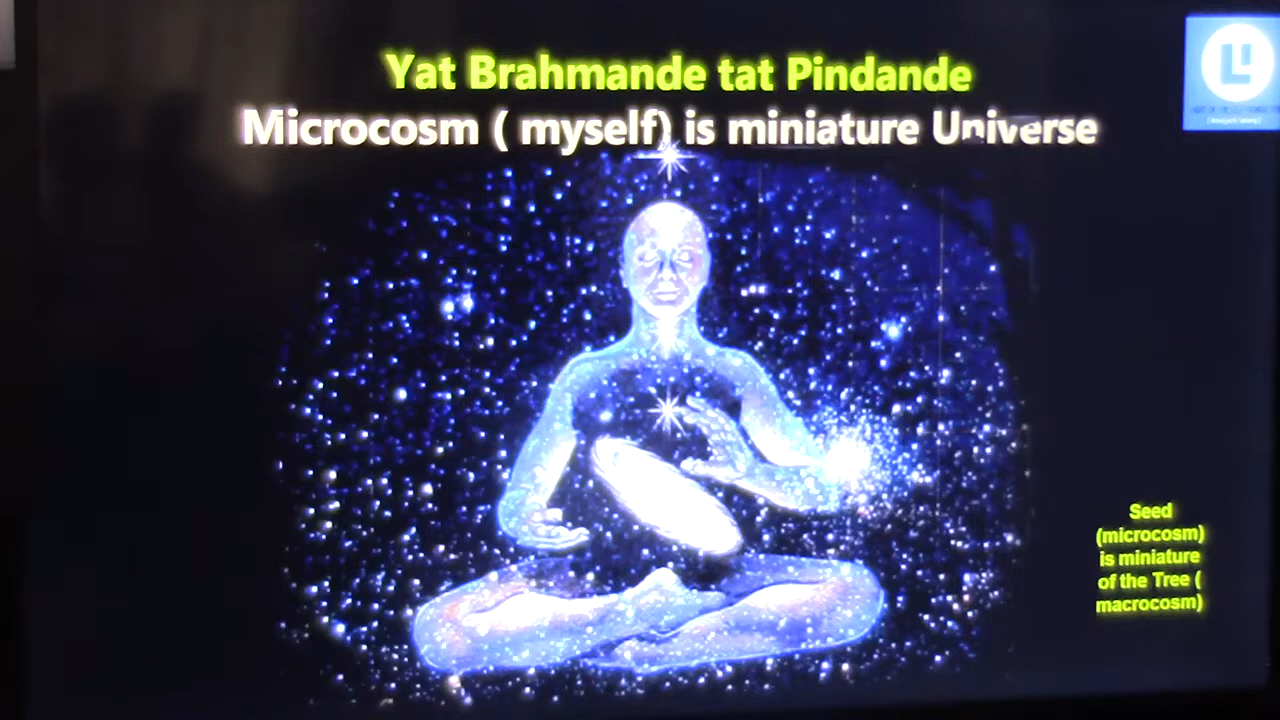 Yat Brahmande tat Pindande
Microcosm ( myself) is miniature Universe
Seed
(microcosm)
is miniature
of the Tree (
macrocosm)